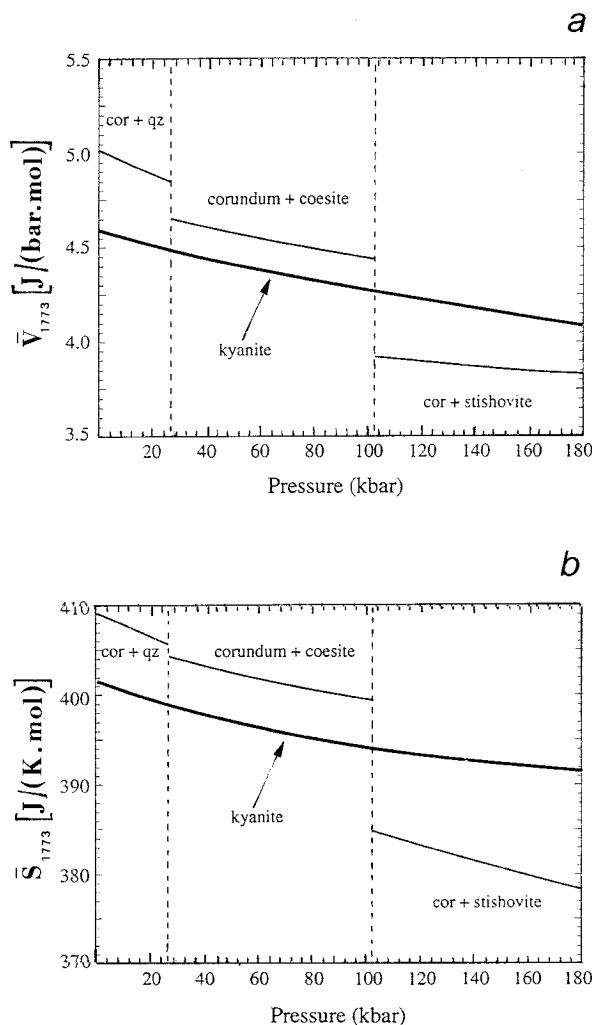 a
5.5
5.0
4.5
4.0
3.5
V̄₁₇₇₃ [J/(bar.mol)]
cor + qz
corundum + coesite
kyanite
cor + stishovite
20 40 60 80 100 120 140 160 180
Pressure (kbar)
b
410
400
390
380
370
S̄₁₇₇₃ [J/(K.mol)]
corundum + coesite
cor + qz
kyanite
cor + stishovite
20 40 60 80 100 120 140 160 180
Pressure (kbar)